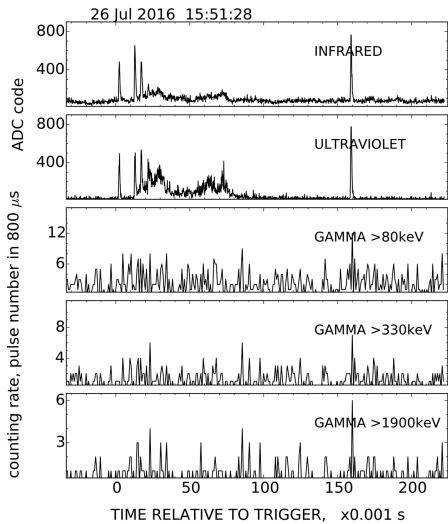 26 Jul 2016 15:51:28
800
400
INFRARED
ADC code
800
400
ULTRAVIOLET
12
6
GAMMA >80keV
8
4
GAMMA >330keV
6
3
GAMMA >1900keV
counting rate, pulse number in 800 μs
0 50 100 150 200
TIME RELATIVE TO TRIGGER, x0.001 s